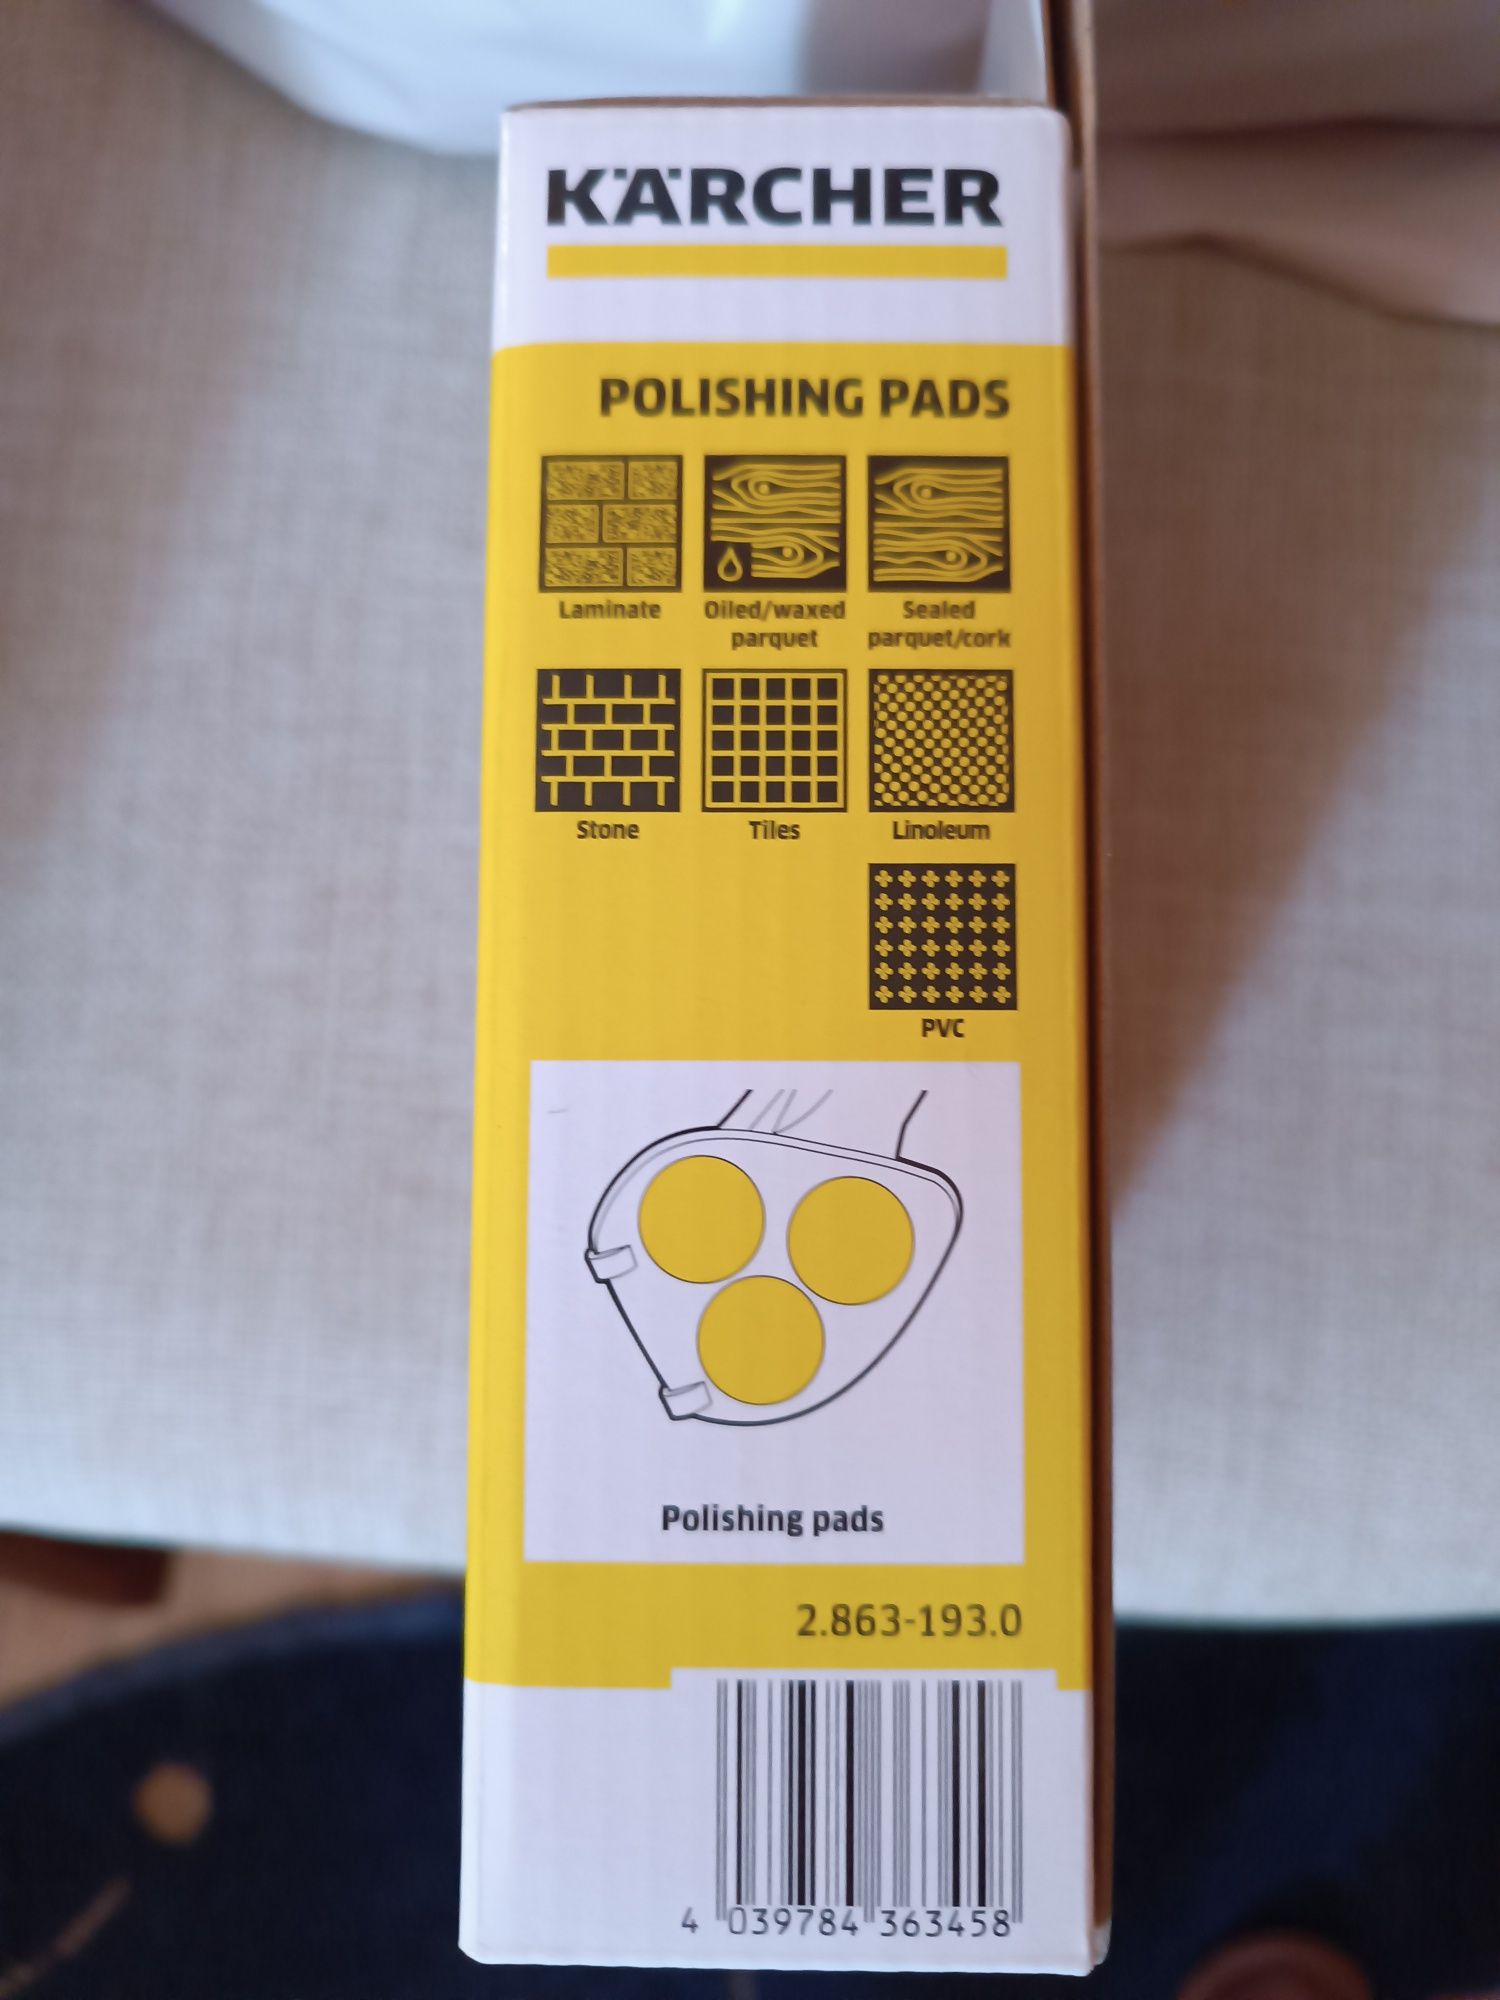 KÄRCHER
POLISHING PADS
Laminate
Oiled/waxed
parquet
Sealed
parquet/cork
Stone
Tiles
Linoleum
PVC
Polishing pads
2.863-193.0
4 039784 363458